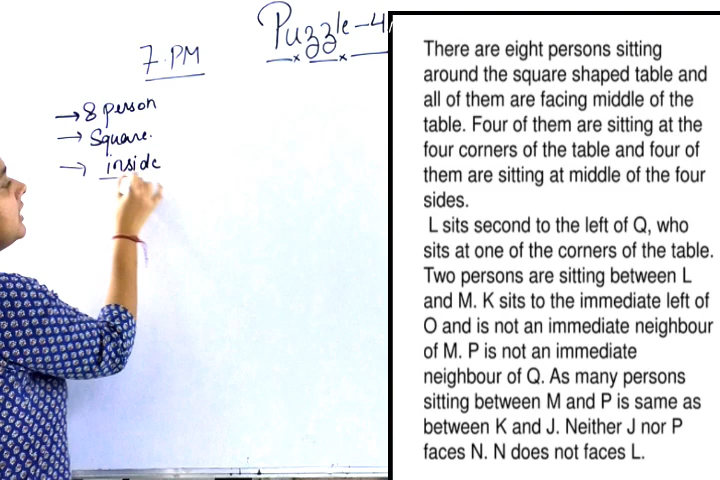 Puzzle-4
7.PM
→ 8 person
→ Square.
→ inside
There are eight persons sitting
around the square shaped table and
all of them are facing middle of the
table. Four of them are sitting at the
four corners of the table and four of
them are sitting at middle of the four
sides.
L sits second to the left of Q, who
sits at one of the corners of the table.
Two persons are sitting between L
and M. K sits to the immediate left of
O and is not an immediate neighbour
of M. P is not an immediate
neighbour of Q. As many persons
sitting between M and P is same as
between K and J. Neither J nor P
faces N. N does not faces L.